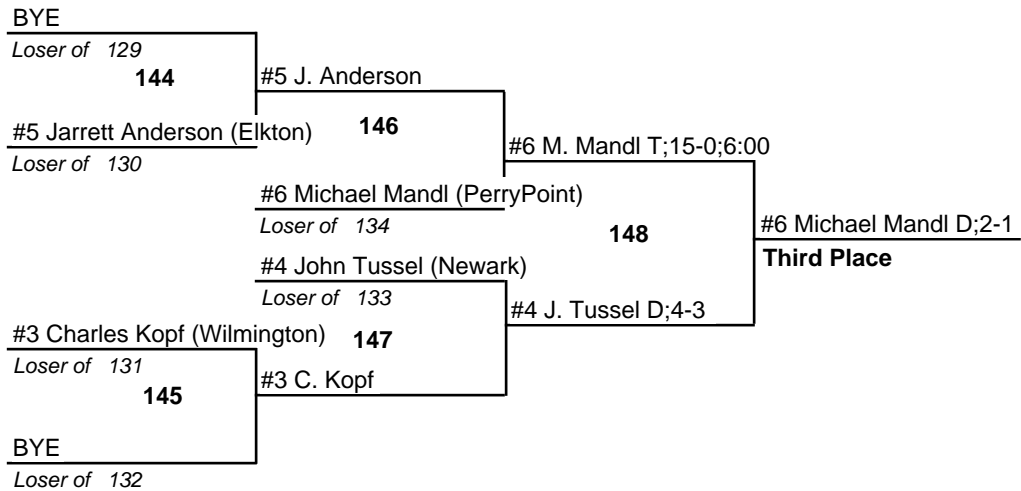 BYE
Loser of 129
144
#5 J. Anderson
#5 Jarrett Anderson (Elkton)
146
Loser of 130
#6 M. Mandl T;15-0;6:00
#6 Michael Mandl (PerryPoint)
Loser of 134
148
#6 Michael Mandl D;2-1
Third Place
#4 John Tussel (Newark)
Loser of 133
#4 J. Tussel D;4-3
#3 Charles Kopf (Wilmington)
147
Loser of 131
#3 C. Kopf
145
BYE
Loser of 132